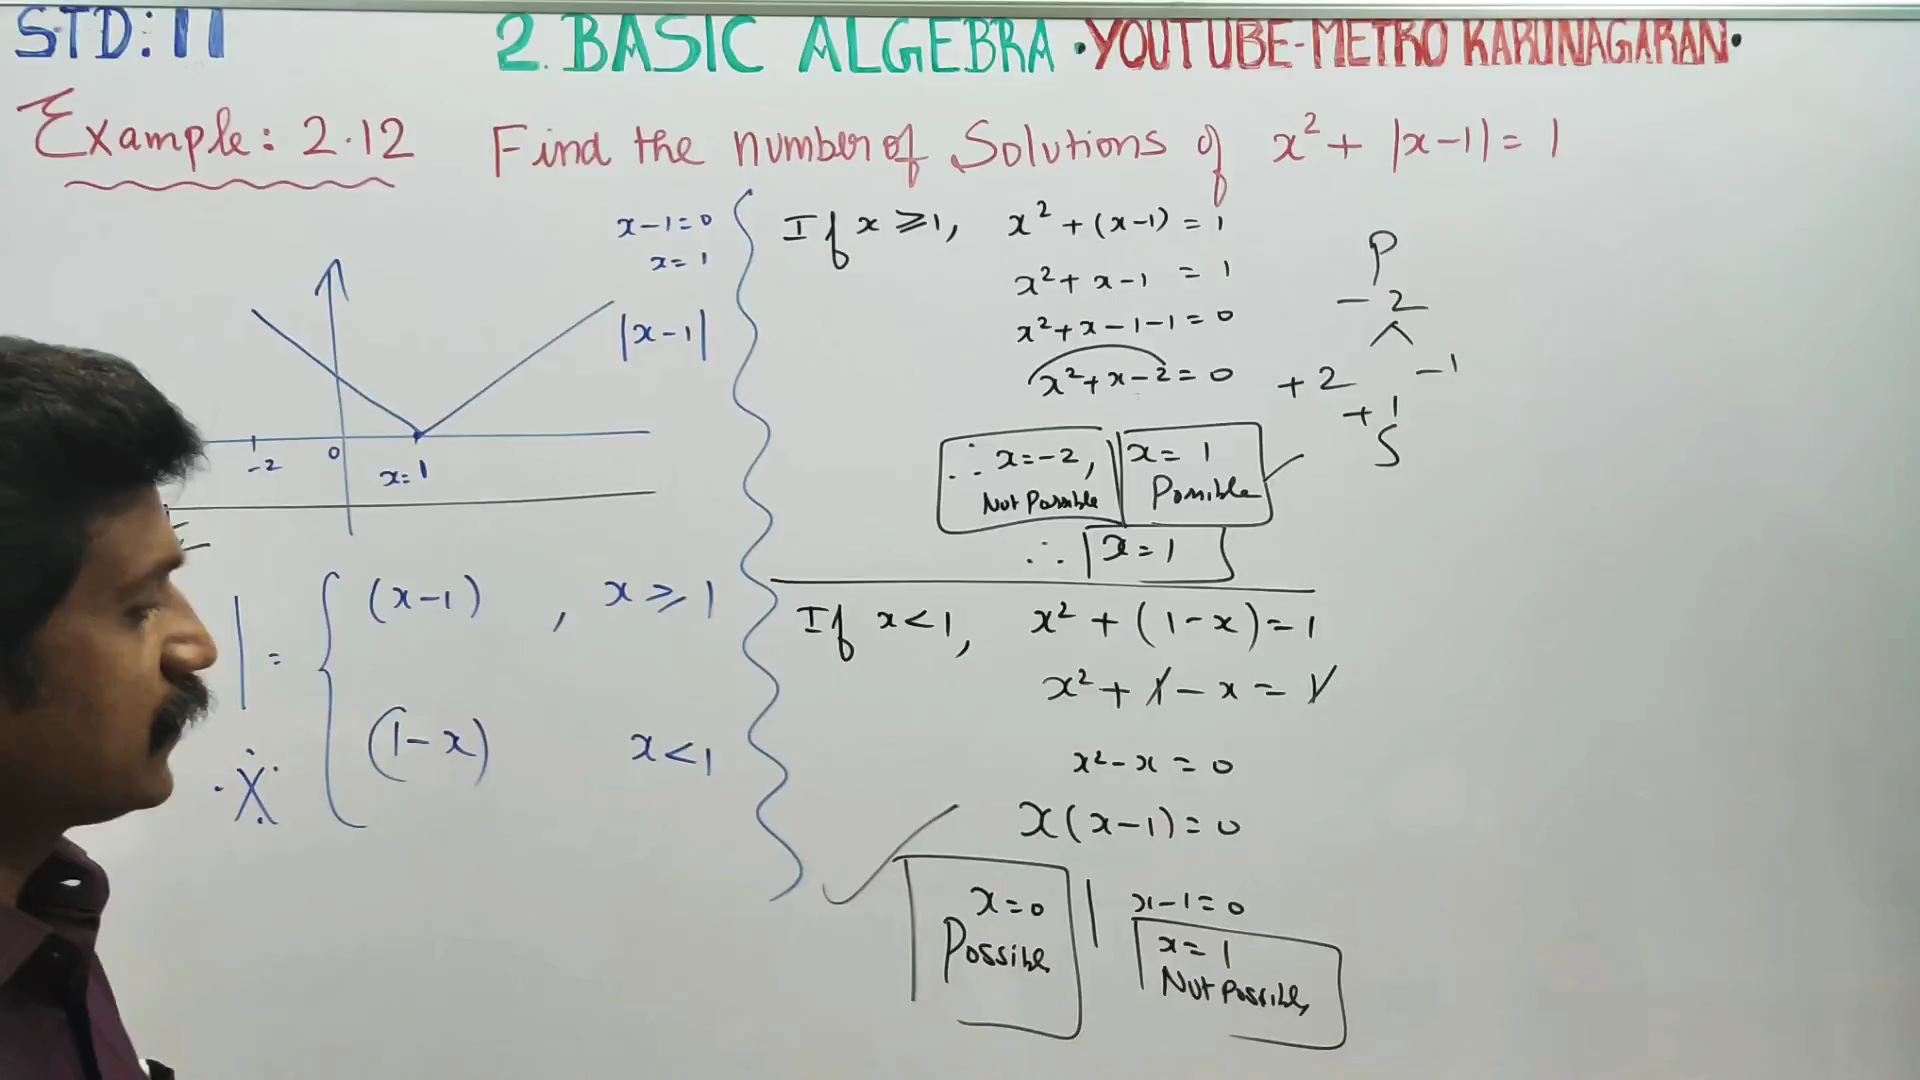 STD: 11
2. BASIC ALGEBRA • YOUTUBE-METRO KARUNAGARAN •
Example: 2.12 Find the number of Solutions of x² + |x-1| = 1
x-1=0
x=1
|x-1|
-2 0 x=1
| = { (x-1) , x ≥ 1
(1-x) x<1
X
If x ≥ 1, x² + (x-1) = 1
x² + x - 1 = 1
x² + x - 1 - 1 = 0
x² + x - 2 = 0
P
-2
+2 -1
+1
S
∴ x = -2, x = 1
Not Possible Possible
∴ x = 1
If x < 1, x² + (1-x) = 1
x² + 1 - x = 1
x² - x = 0
x(x-1) = 0
x = 0 | x-1=0
Possible x = 1
Not Possible